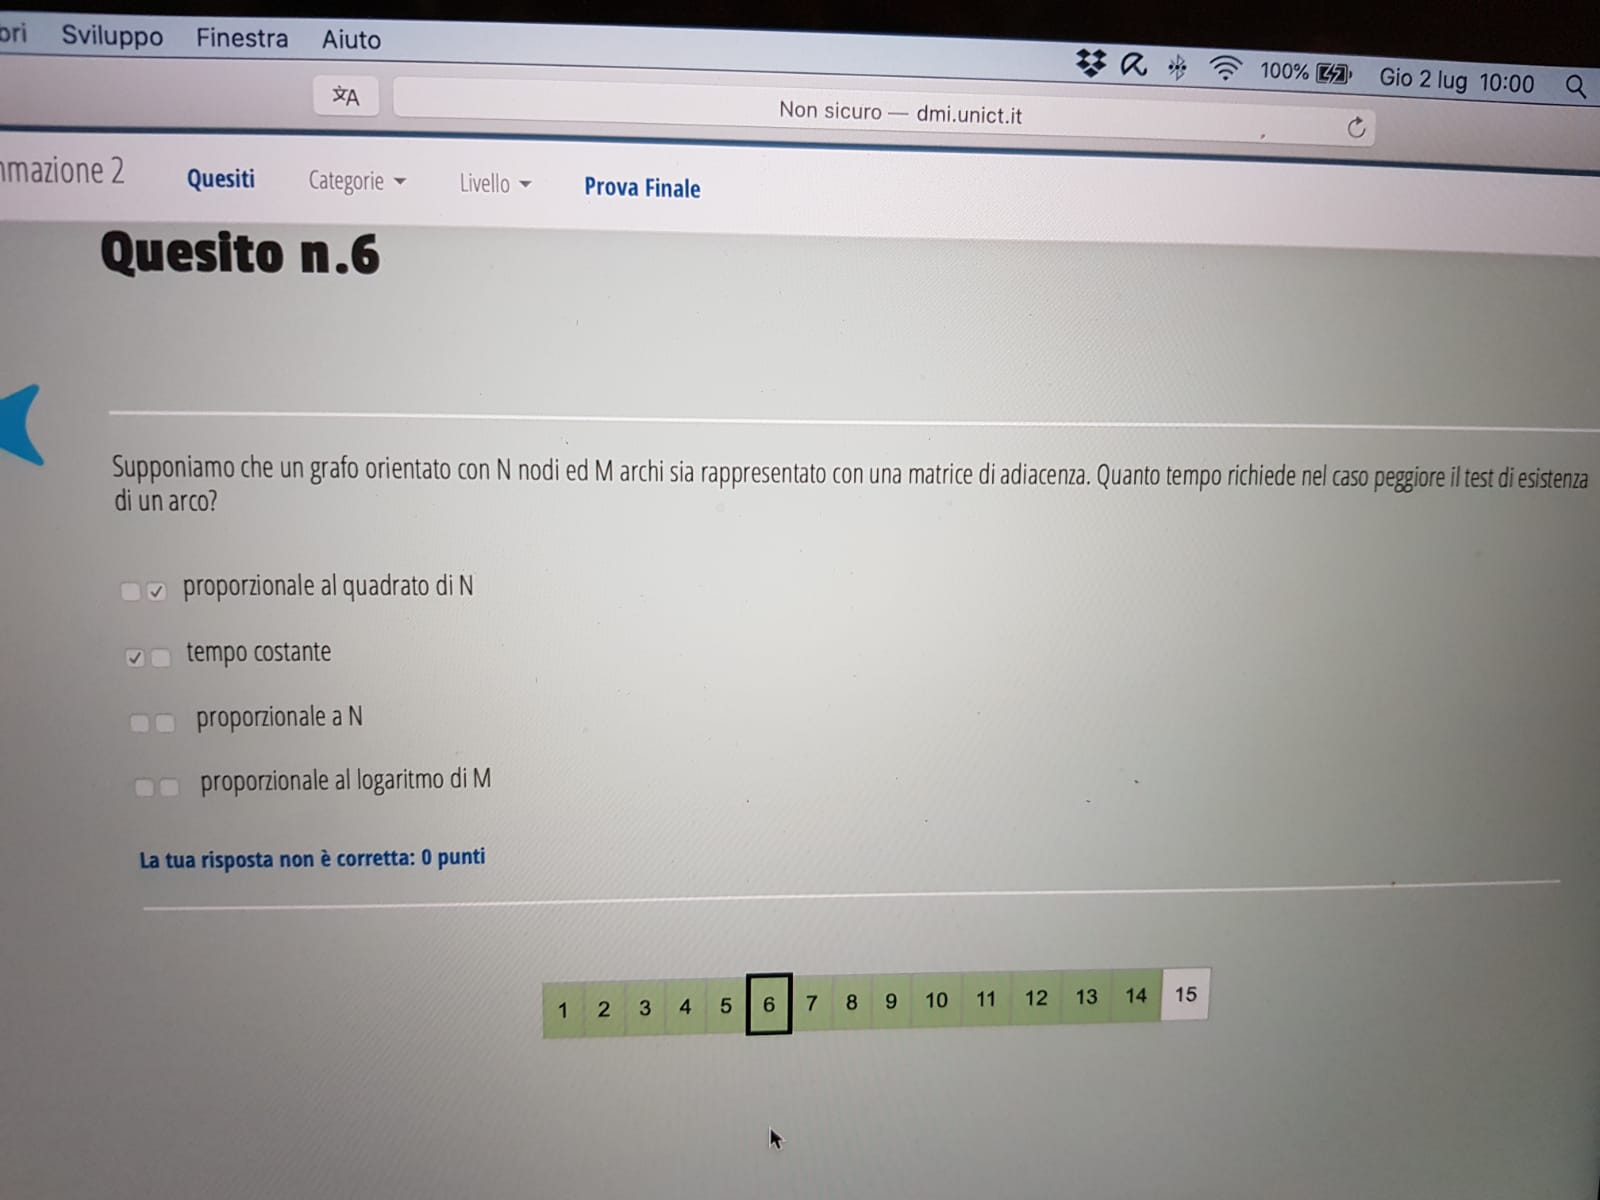 Sviluppo Finestra Aiuto
100% Gio 2 lug 10:00
Non sicuro — dmi.unict.it
mazione 2 Quesiti Categorie Livello Prova Finale
Quesito n.6
Supponiamo che un grafo orientato con N nodi ed M archi sia rappresentato con una matrice di adiacenza. Quanto tempo richiede nel caso peggiore il test di esistenza
di un arco?
proporzionale al quadrato di N
tempo costante
proporzionale a N
proporzionale al logaritmo di M
La tua risposta non è corretta: 0 punti
1 2 3 4 5 6 7 8 9 10 11 12 13 14 15